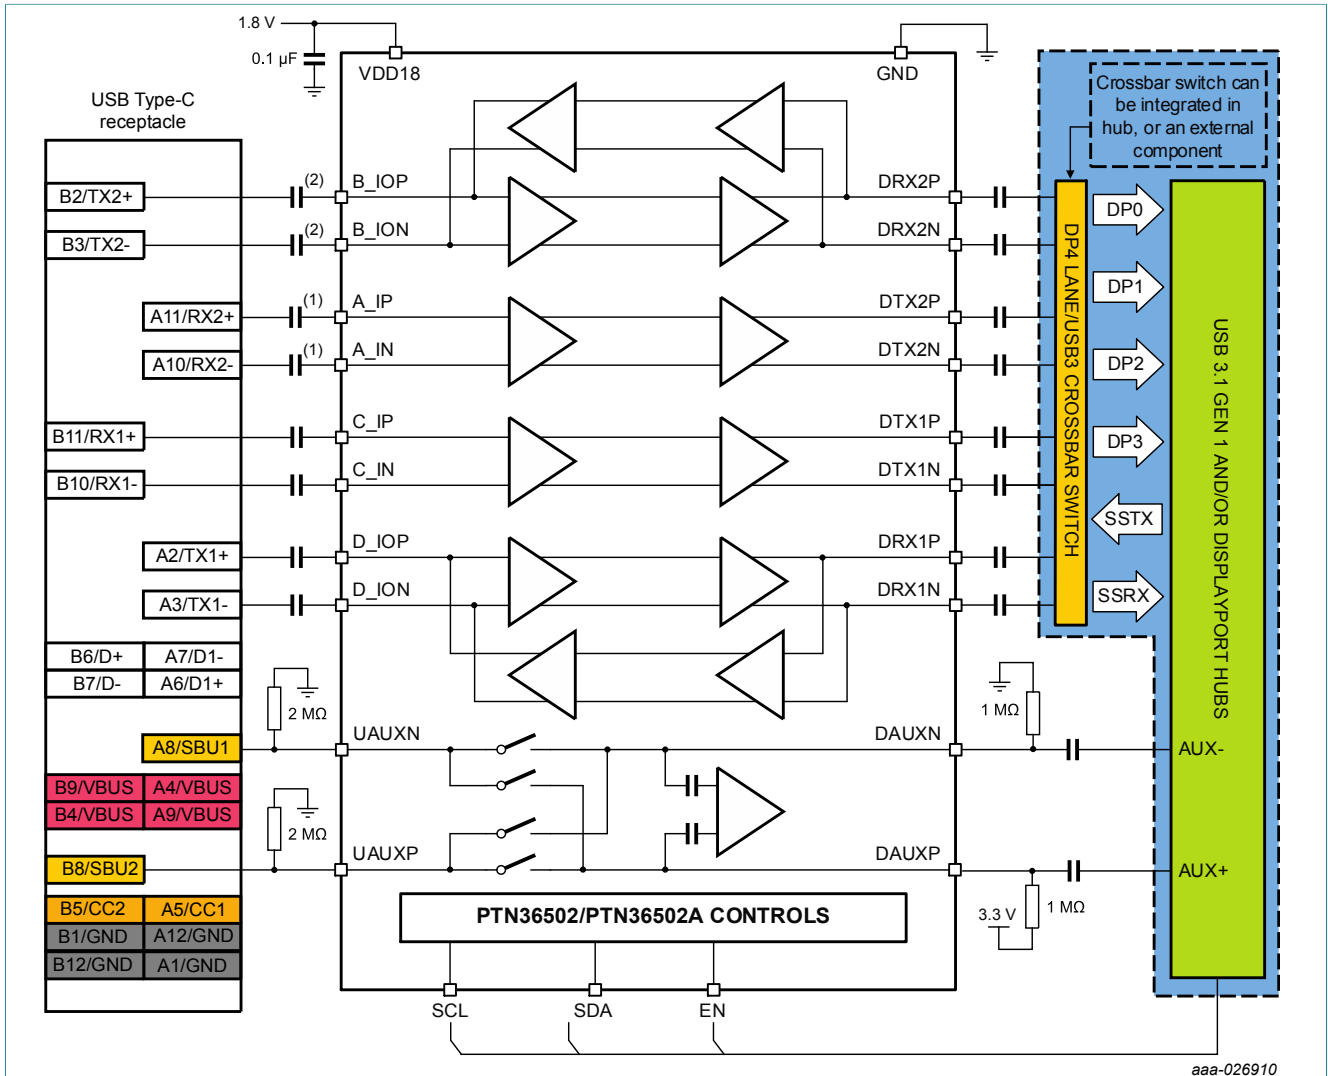 1.8 V
0.1 µF
VDD18
GND
USB Type-C
receptacle
Crossbar switch can
be integrated in
hub, or an external
component
B2/TX2+
(2)
B_IOP
DRX2P
B3/TX2-
(2)
B_ION
DRX2N
A11/RX2+
(1)
A_IP
DTX2P
A10/RX2-
(1)
A_IN
DTX2N
B11/RX1+
C_IP
DTX1P
B10/RX1-
C_IN
DTX1N
A2/TX1+
D_IOP
DRX1P
A3/TX1-
D_ION
DRX1N
DP4 LANE/USB3 CROSSBAR SWITCH
DP0
DP1
DP2
DP3
SSTX
SSRX
USB 3.1 GEN 1 AND/OR DISPLAYPORT HUBS
B6/D+
A7/D1-
B7/D-
A6/D1+
2 MΩ
1 MΩ
A8/SBU1
UAUXN
DAUXN
AUX-
B9/VBUS
A4/VBUS
B4/VBUS
A9/VBUS
2 MΩ
B8/SBU2
UAUXP
DAUXP
AUX+
B5/CC2
A5/CC1
B1/GND
A12/GND
B12/GND
A1/GND
PTN36502/PTN36502A CONTROLS
3.3 V
1 MΩ
SCL
SDA
EN
aaa-026910